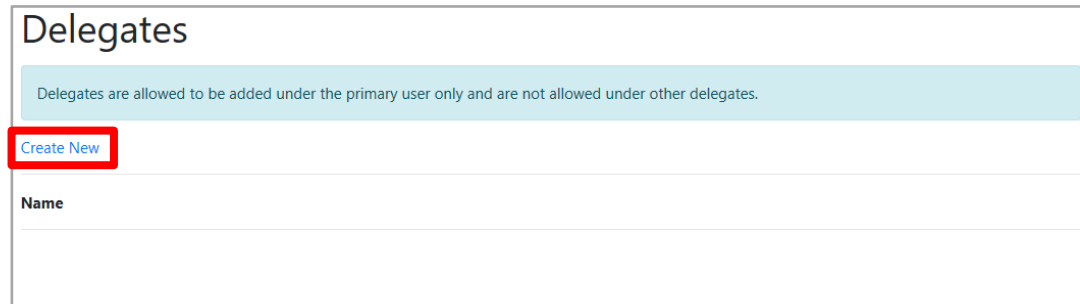 Delegates
Delegates are allowed to be added under the primary user only and are not allowed under other delegates.
Create New
Name